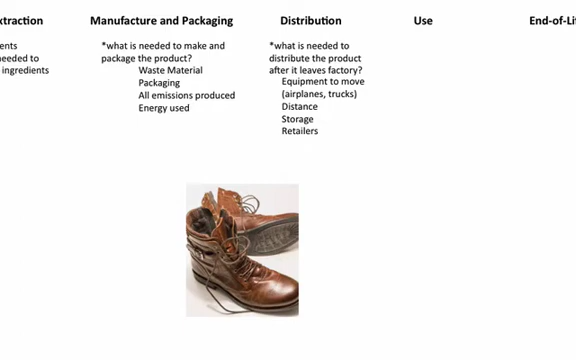 xtraction
ents
needed to
ingredients
Manufacture and Packaging
*what is needed to make and
package the product?
Waste Material
Packaging
All emissions produced
Energy used
Distribution
*what is needed to
distribute the product
after it leaves factory?
Equipment to move
(airplanes, trucks)
Distance
Storage
Retailers
Use
End-of-Li